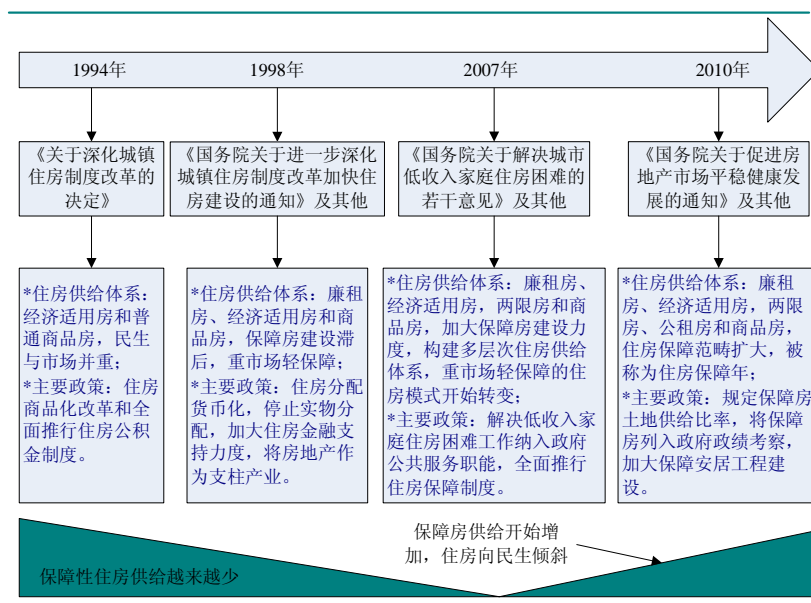 1994年
1998年
2007年
2010年
《关于深化城镇
住房制度改革的
决定》
《国务院关于进一步深化
城镇住房制度改革加快住
房建设的通知》及其他
《国务院关于解决城市
低收入家庭住房困难的
若干意见》及其他
《国务院关于促进房
地产市场平稳健康发
展的通知》及其他
*住房供给体系：
经济适用房和普
通商品房，民生
与市场并重；
*主要政策：住房
商品化改革和全
面推行住房公积
金制度。
*住房供给体系：廉租
房、经济适用房和商
品房，保障房建设滞
后，重市场轻保障；
*主要政策：住房分配
货币化，停止实物分
配，加大住房金融支
持力度，将房地产作
为支柱产业。
*住房供给体系：廉租房、
经济适用房，两限房和商
品房，加大保障房建设力
度，构建多层次住房供给
体系，重市场轻保障的住
房模式开始转变；
*主要政策：解决低收入家
庭住房困难工作纳入政府
公共服务职能，全面推行
住房保障制度。
*住房供给体系：廉租
房、经济适用房，两限
房、公租房和商品房，
住房保障范畴扩大，被
称为住房保障年；
*主要政策：规定保障房
土地供给比率，将保障
房列入政府政绩考察，
加大保障安居工程建
设。
保障房供给开始增
加，住房向民生倾斜
保障性住房供给越来越少